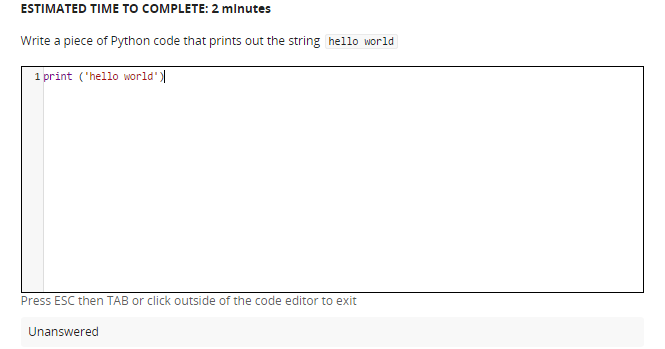 ESTIMATED TIME TO COMPLETE: 2 minutes
Write a piece of Python code that prints out the string hello world
1 print ('hello world')
Press ESC then TAB or click outside of the code editor to exit
Unanswered